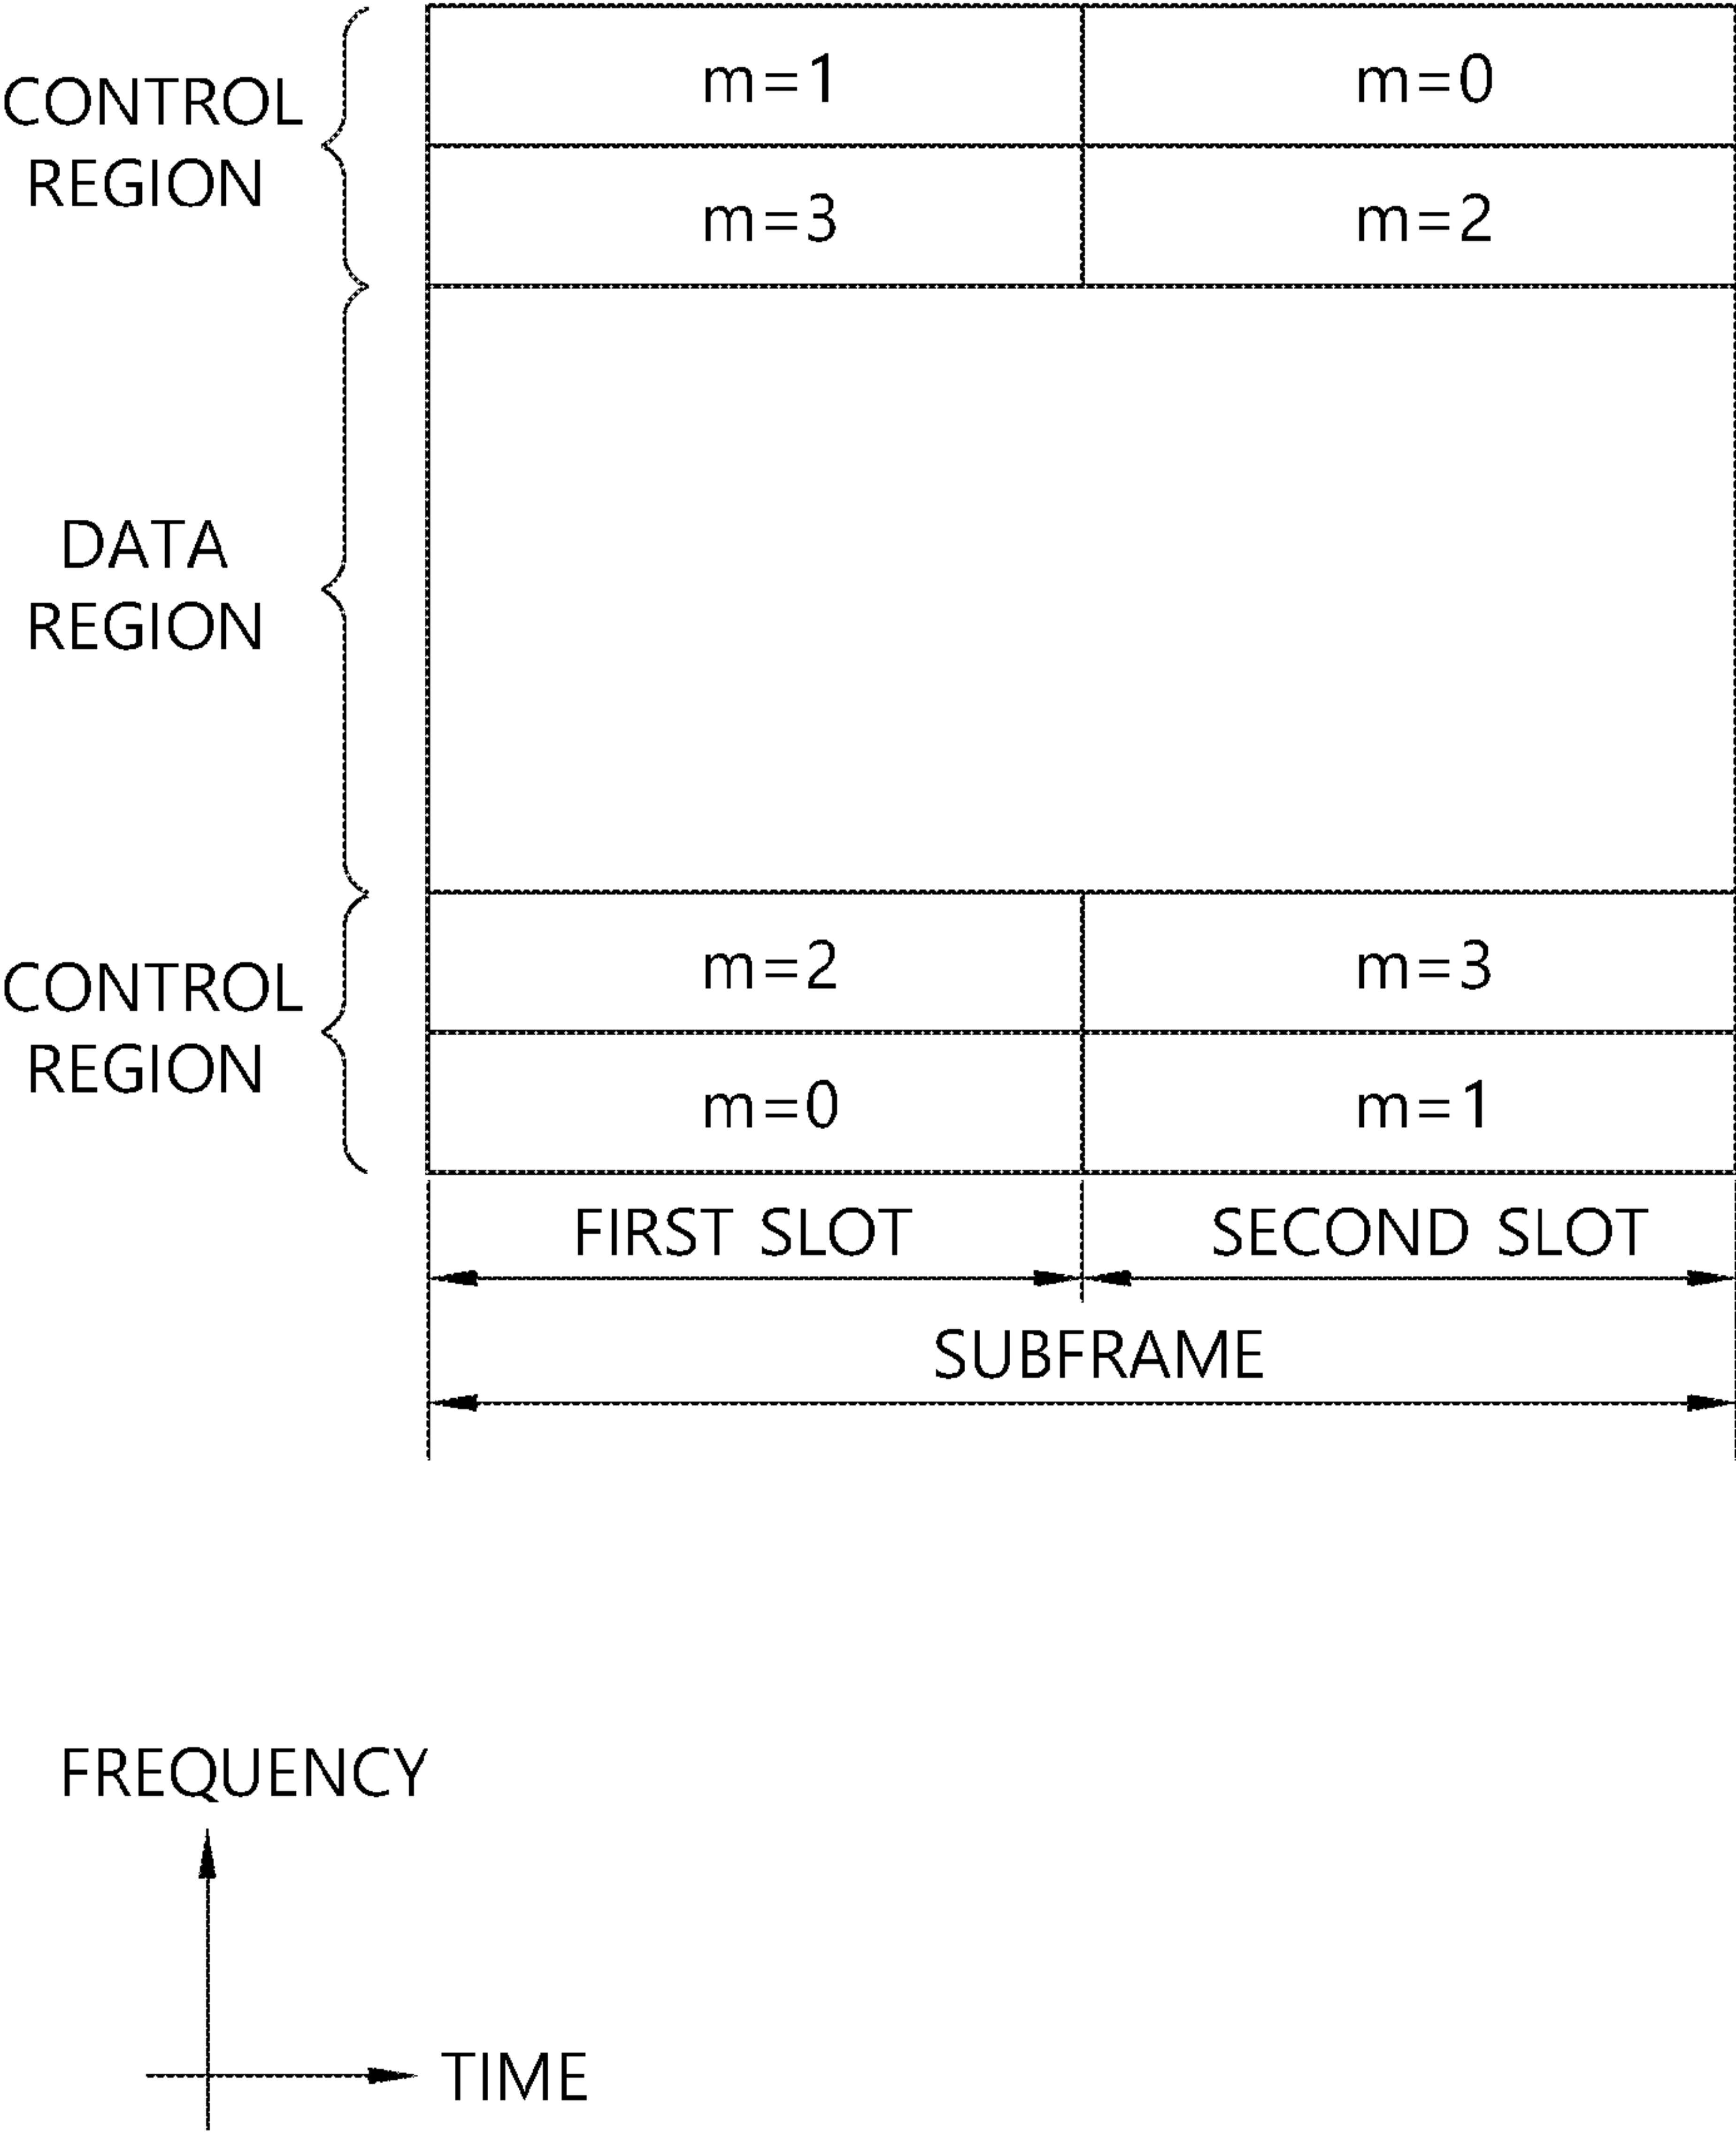 CONTROL
REGION
m=1
m=0
m=3
m=2
DATA
REGION
CONTROL
REGION
m=2
m=3
m=0
m=1
FIRST SLOT
SECOND SLOT
SUBFRAME
FREQUENCY
TIME